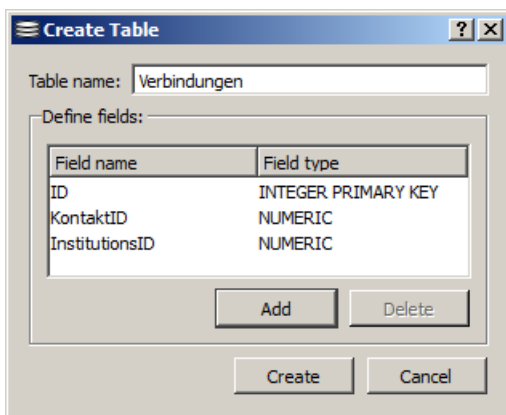 Create Table
Table name: Verbindungen
Define fields:
Field name Field type
ID INTEGER PRIMARY KEY
KontaktID NUMERIC
InstitutionsID NUMERIC
Add Delete
Create Cancel